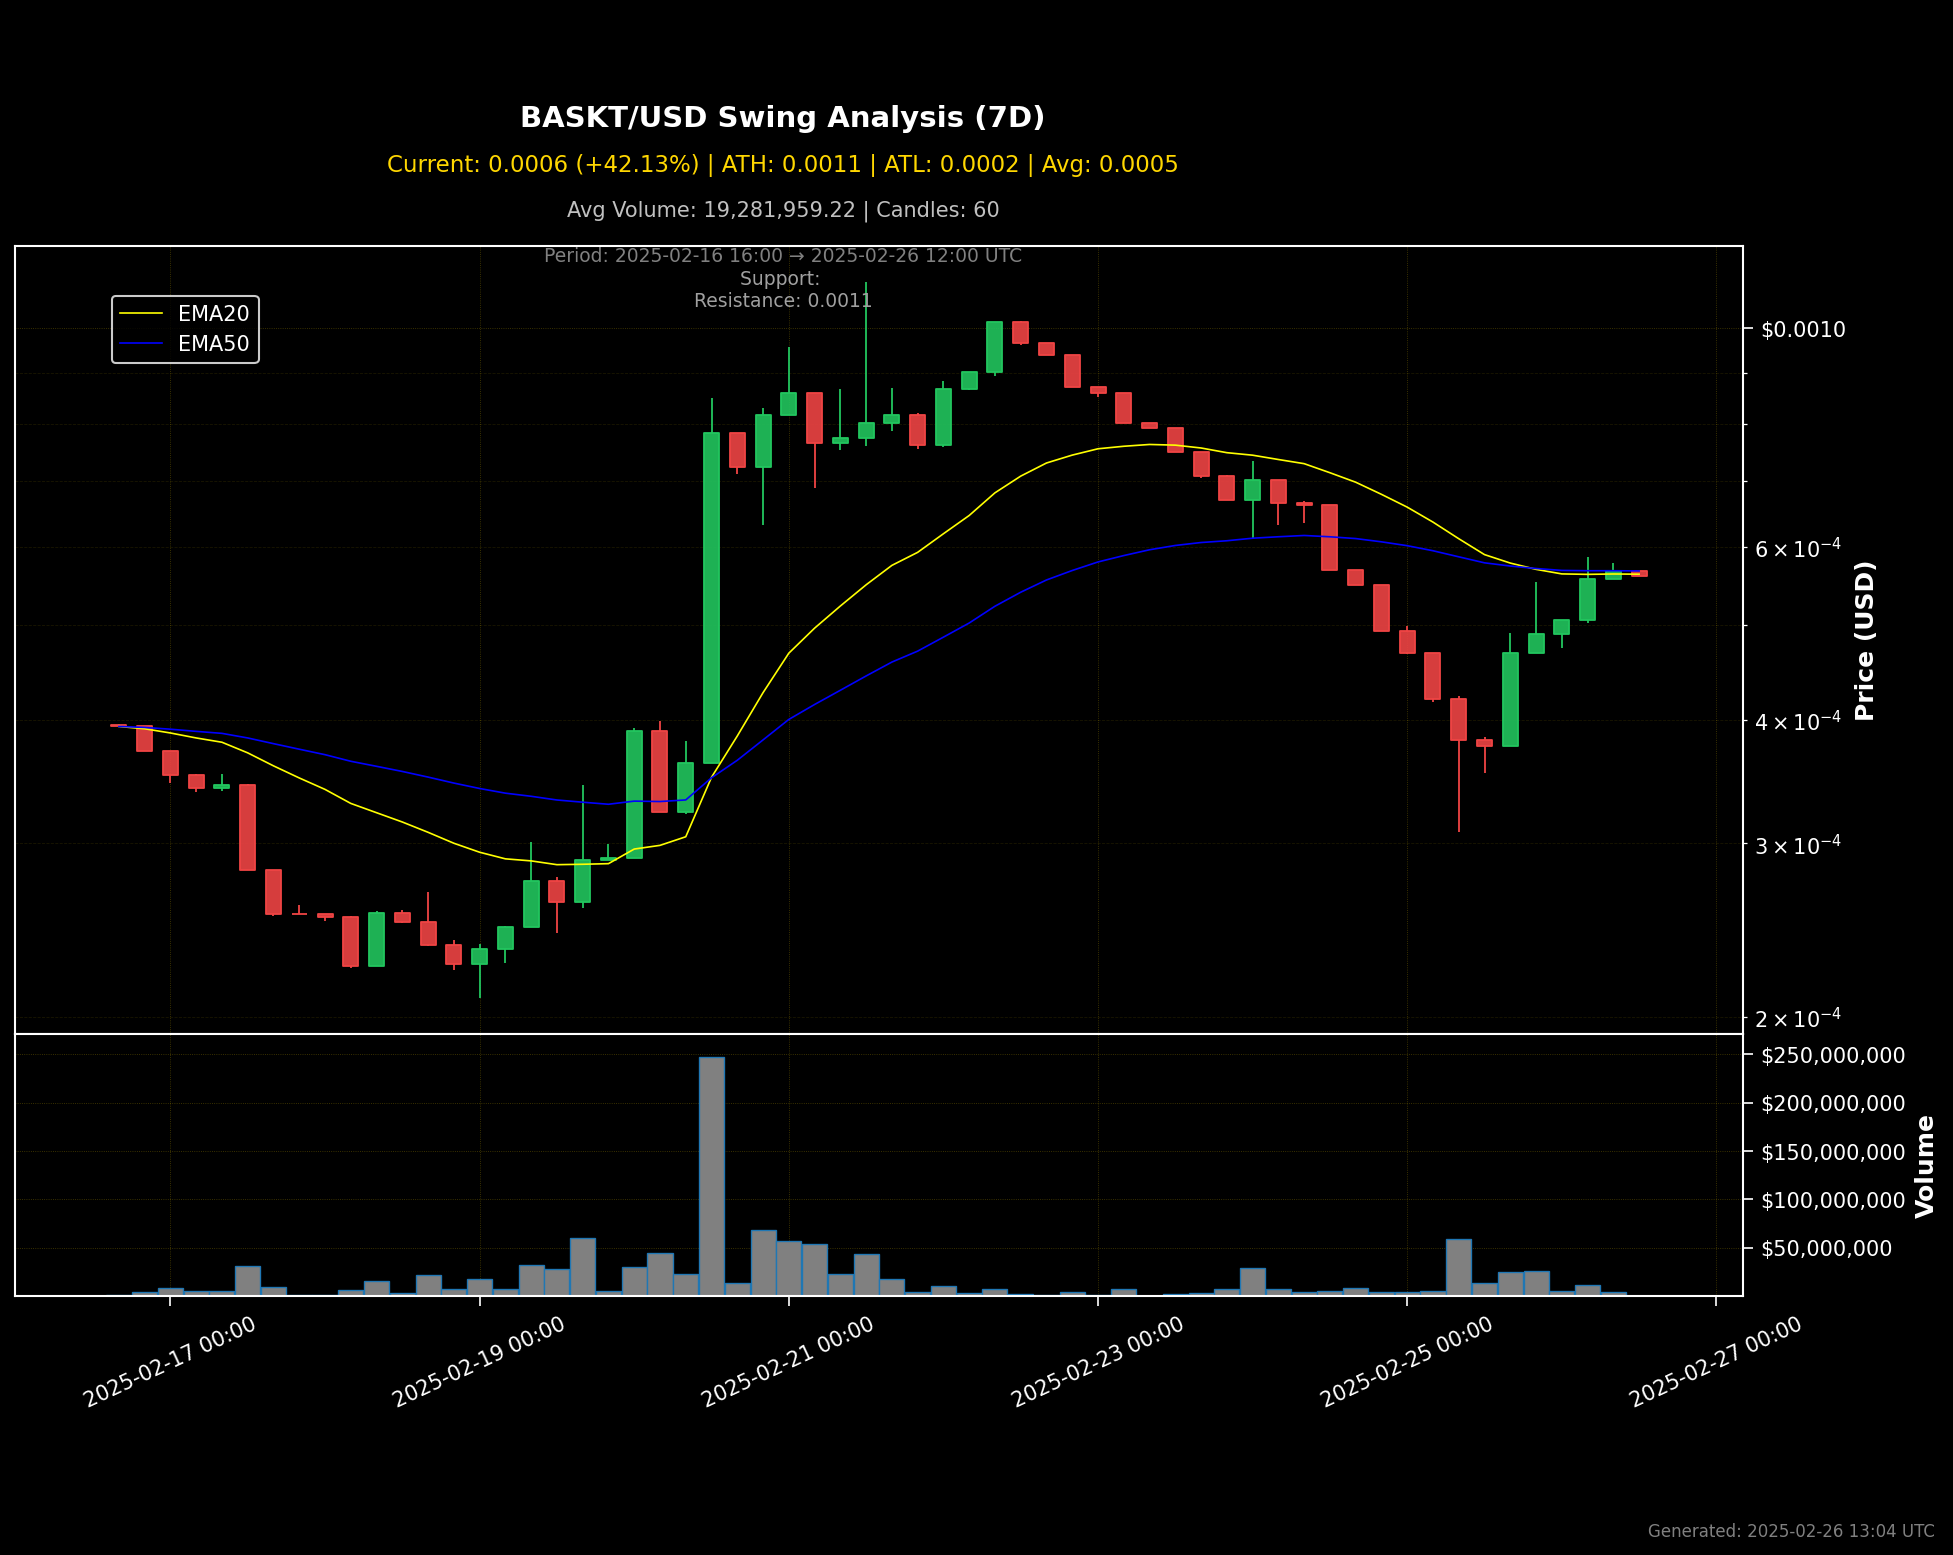 BASKT/USD Swing Analysis (7D)
Current: 0.0006 (+42.13%) | ATH: 0.0011 | ATL: 0.0002 | Avg: 0.0005
Avg Volume: 19,281,959.22 | Candles: 60
Period: 2025-02-16 16:00 → 2025-02-26 12:00 UTC
Support:
Resistance: 0.0011
EMA20
EMA50
$0.0010
6 × 10⁻⁴
4 × 10⁻⁴
3 × 10⁻⁴
2 × 10⁻⁴
Price (USD)
$250,000,000
$200,000,000
$150,000,000
$100,000,000
$50,000,000
Volume
2025-02-17 00:00
2025-02-19 00:00
2025-02-21 00:00
2025-02-23 00:00
2025-02-25 00:00
2025-02-27 00:00
Generated: 2025-02-26 13:04 UTC